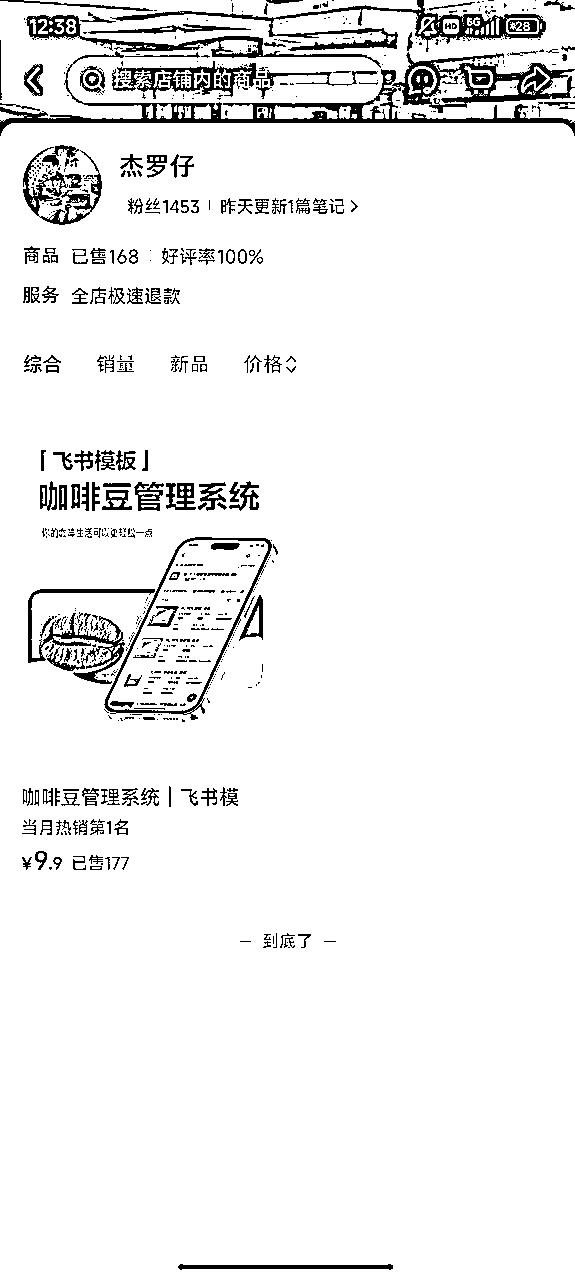 12:38 HD 5G 28
搜索店铺内的商品
杰罗仔
粉丝1453 | 昨天更新1篇笔记
商品 已售168 | 好评率100%
服务 全店极速退款
综合 销量 新品 价格
「飞书模板」
咖啡豆管理系统
你的咖啡生活可以更轻松一点
咖啡豆管理系统 | 飞书模
当月热销第1名
¥9.9 已售177
— 到底了 —